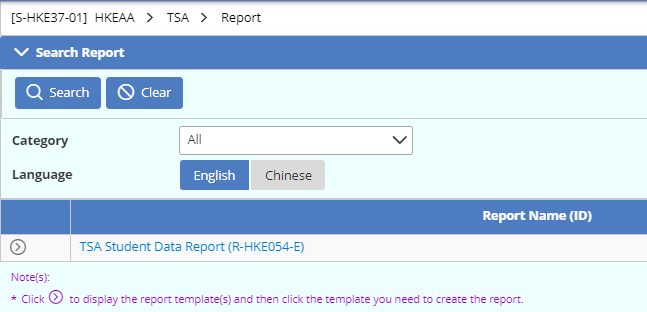 [S-HKE37-01] HKEAA > TSA > Report
Search Report
Search Clear
Category All
Language English Chinese
Report Name (ID)
TSA Student Data Report (R-HKE054-E)
Note(s):
* Click to display the report template(s) and then click the template you need to create the report.